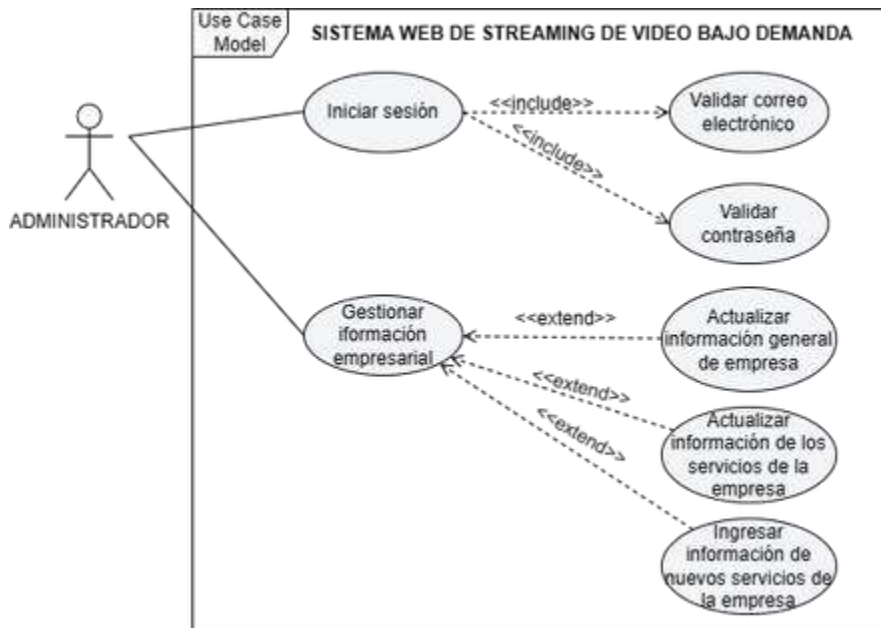 Use Case
Model
SISTEMA WEB DE STREAMING DE VIDEO BAJO DEMANDA
Iniciar sesión
<<include>>
Validar correo
electrónico
<<include>>
ADMINISTRADOR
Validar
contraseña
Gestionar
iformación
empresarial
<<extend>>
Actualizar
información general
de empresa
<<extend>>
Actualizar
información de los
servicios de la
empresa
<<extend>>
Ingresar
información de
nuevos servicios de
la empresa